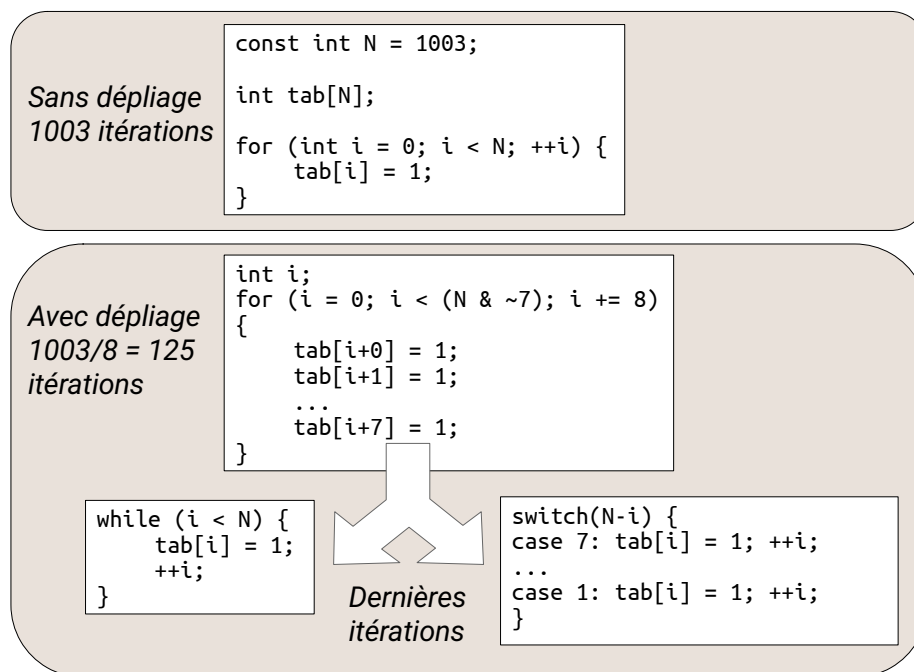 Sans dépliage
1003 itérations
const int N = 1003;
int tab[N];
for (int i = 0; i < N; ++i) {
tab[i] = 1;
}
Avec dépliage
1003/8 = 125
itérations
int i;
for (i = 0; i < (N & ~7); i += 8)
{
tab[i+0] = 1;
tab[i+1] = 1;
...
tab[i+7] = 1;
}
while (i < N) {
tab[i] = 1;
++i;
}
Dernières
itérations
switch(N-i) {
case 7: tab[i] = 1; ++i;
...
case 1: tab[i] = 1; ++i;
}